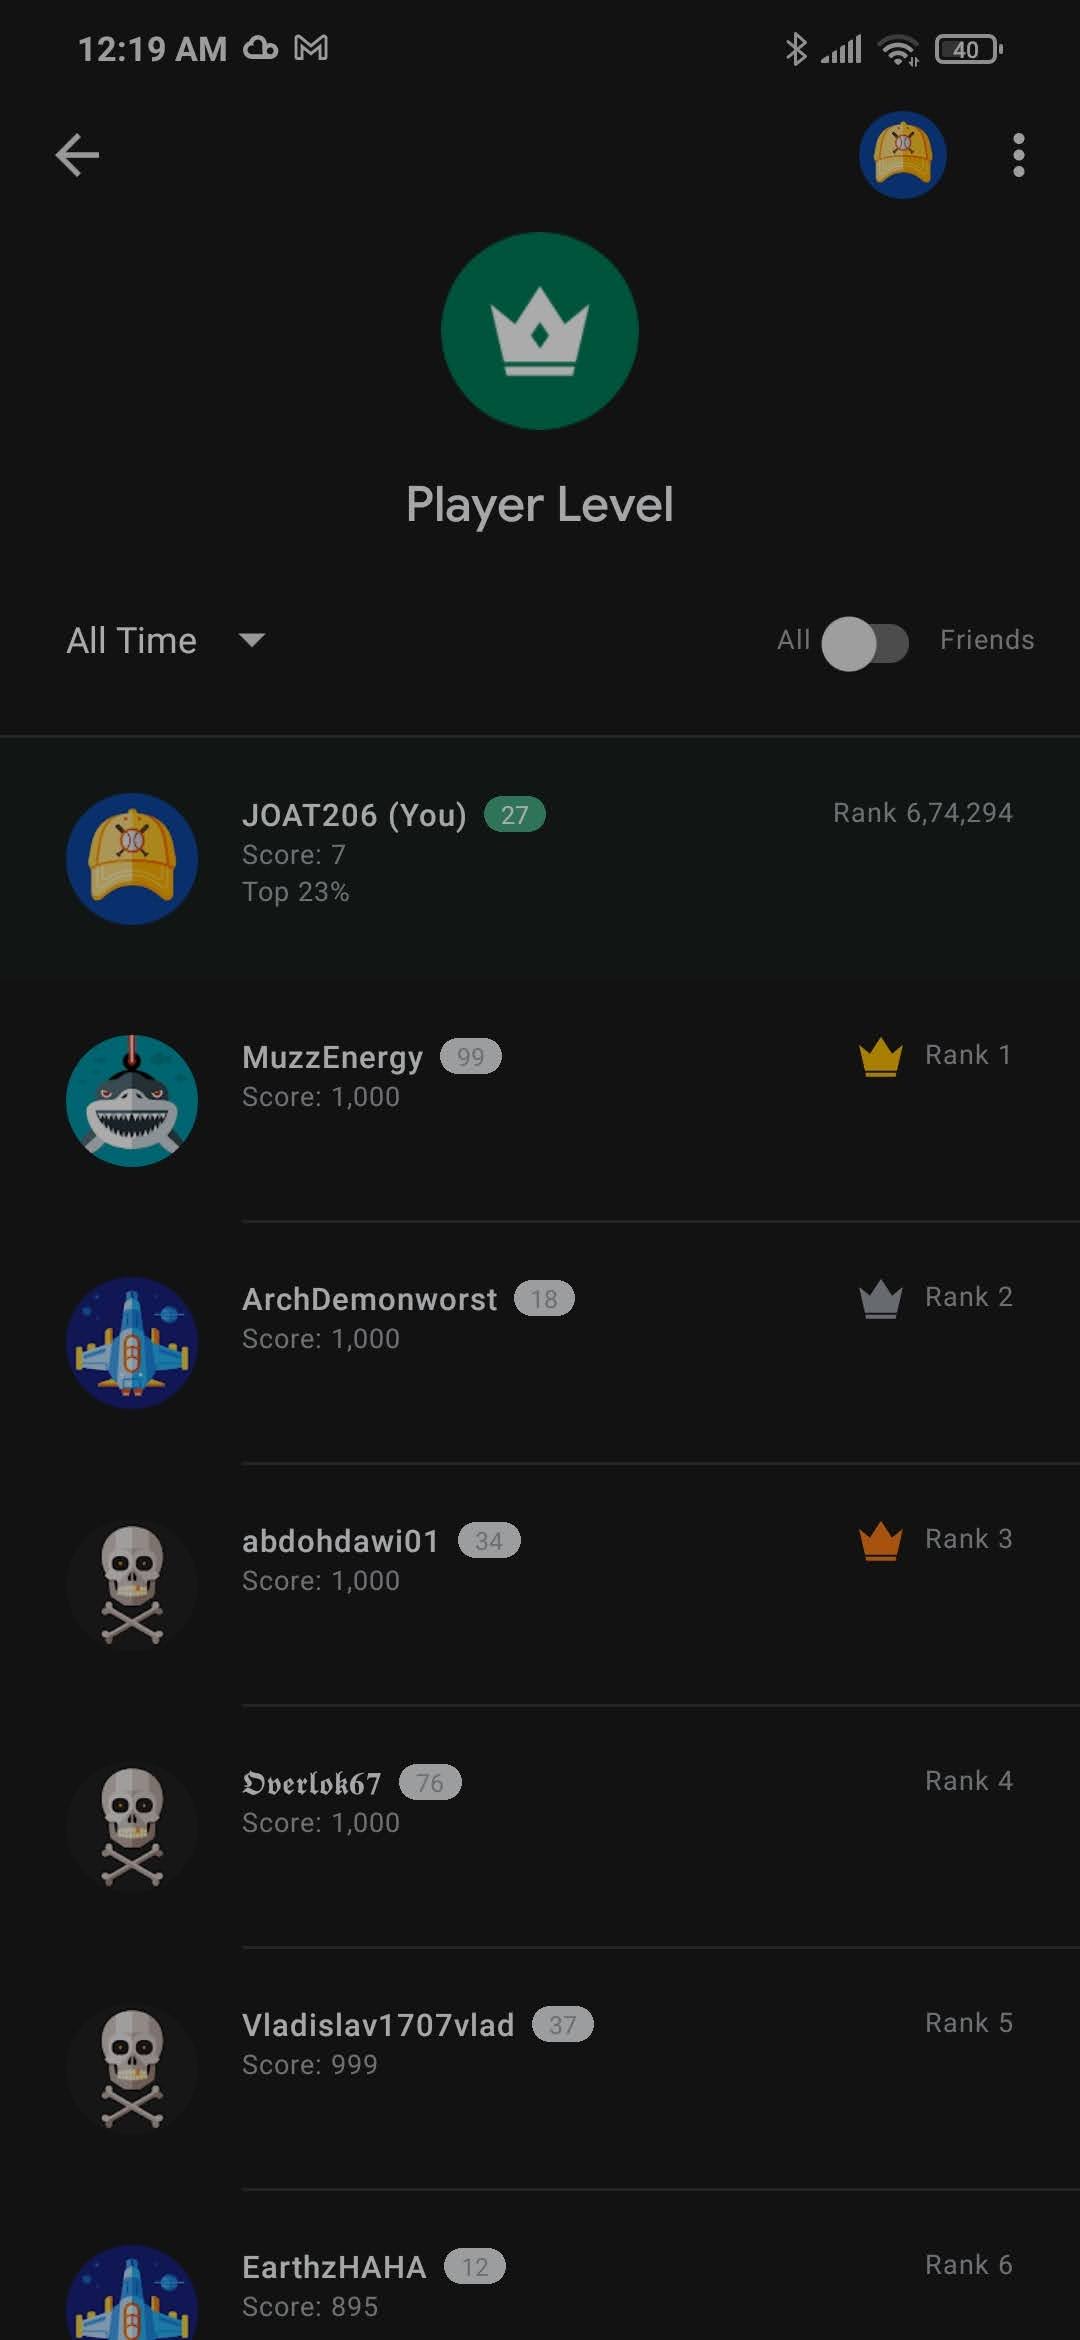 12:19 AM
40
Player Level
All Time
All
Friends
JOAT206 (You) 27
Rank 6,74,294
Score: 7
Top 23%
MuzzEnergy 99
Rank 1
Score: 1,000
ArchDemonworst 18
Rank 2
Score: 1,000
abdohdawi01 34
Rank 3
Score: 1,000
𝕺𝖛𝖊𝖗𝖑𝖔𝖐67 76
Rank 4
Score: 1,000
Vladislav1707vlad 37
Rank 5
Score: 999
EarthzHAHA 12
Rank 6
Score: 895